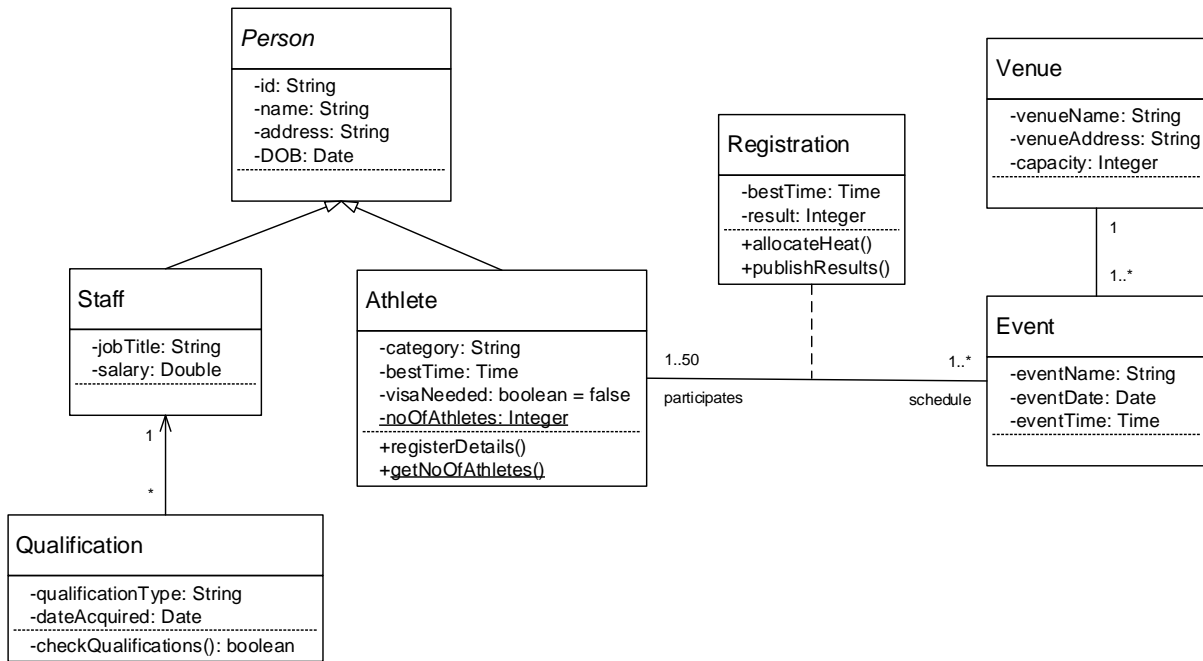 Person
-id: String
-name: String
-address: String
-DOB: Date
Venue
-venueName: String
-venueAddress: String
-capacity: Integer
Registration
-bestTime: Time
-result: Integer
+allocateHeat()
+publishResults()
1
1..*
Staff
-jobTitle: String
-salary: Double
Athlete
-category: String
-bestTime: Time
-visaNeeded: boolean = false
-noOfAthletes: Integer
+registerDetails()
+getNoOfAthletes()
1..50
participates
1..*
schedule
Event
-eventName: String
-eventDate: Date
-eventTime: Time
1
*
Qualification
-qualificationType: String
-dateAcquired: Date
-checkQualifications(): boolean